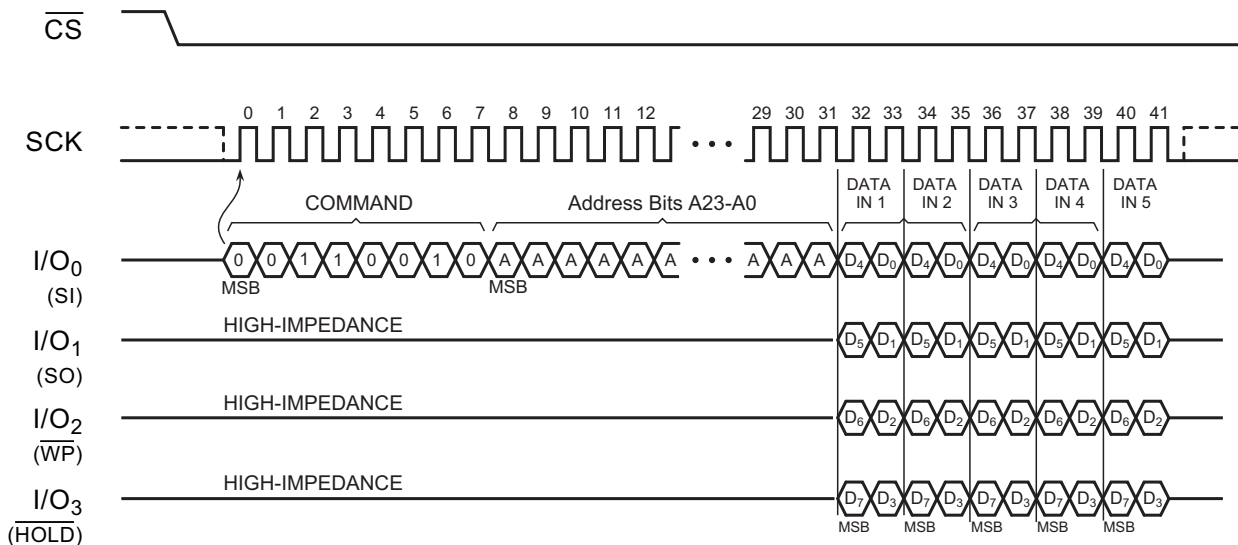 CS
0 1 2 3 4 5 6 7 8 9 10 11 12 29 30 31 32 33 34 35 36 37 38 39 40 41
SCK • • •
COMMAND Address Bits A23-A0
DATA IN 1
DATA IN 2
DATA IN 3
DATA IN 4
DATA IN 5
I/O0 (SI)
0 0 1 1 0 0 1 0 A A A A A A • • • A A A D4 D0 D4 D0 D4 D0 D4 D0 D4 D0
MSB MSB
I/O1 (SO)
HIGH-IMPEDANCE
D5 D1 D5 D1 D5 D1 D5 D1 D5 D1
I/O2 (WP)
HIGH-IMPEDANCE
D6 D2 D6 D2 D6 D2 D6 D2 D6 D2
I/O3 (HOLD)
HIGH-IMPEDANCE
D7 D3 D7 D3 D7 D3 D7 D3 D7 D3
MSB MSB MSB MSB MSB